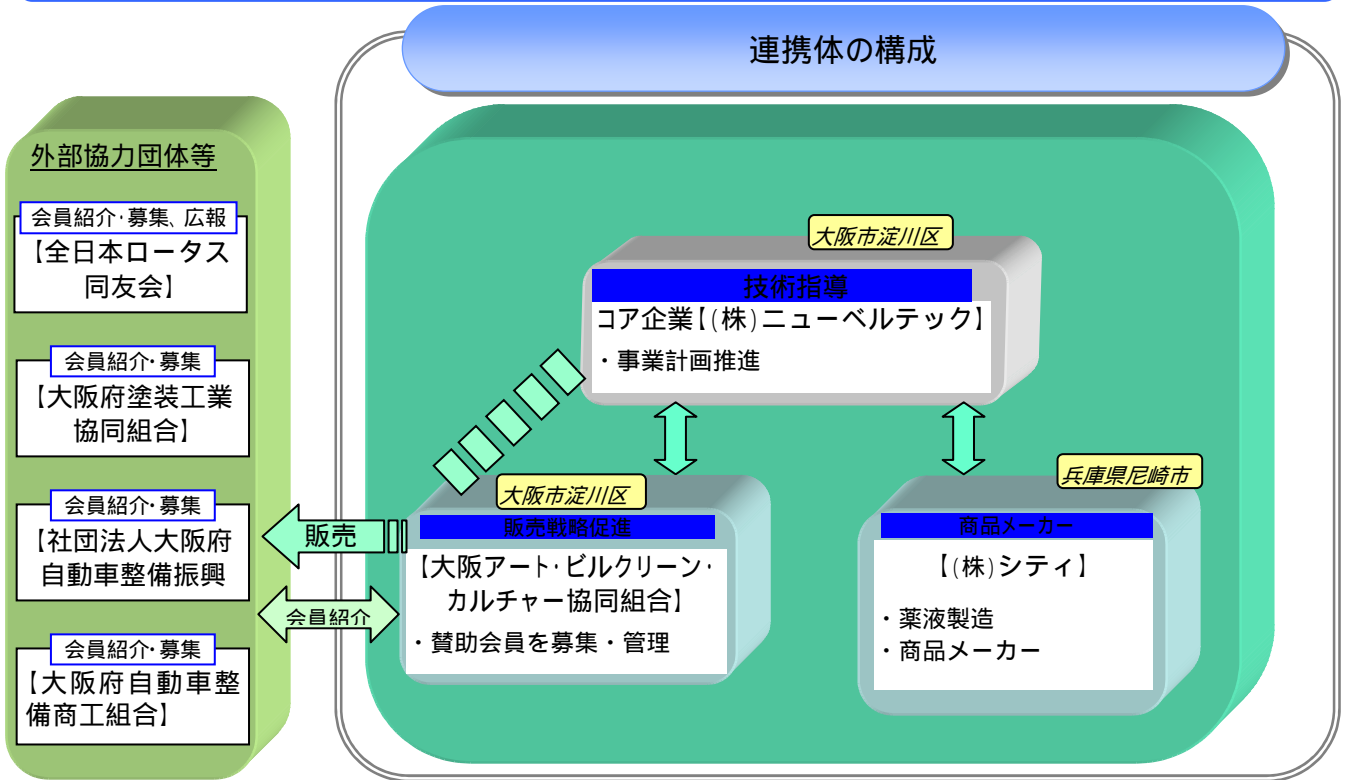 連携体の構成
外部協力団体等
会員紹介・募集、広報
【全日本ロータス
同友会】
会員紹介・募集
【大阪府塗装工業
協同組合】
会員紹介・募集
【社団法人大阪府
自動車整備振興
会員紹介・募集
【大阪府自動車整
備商工組合】
販売
会員紹介
大阪市淀川区
技術指導
コア企業【(株)ニューベルテック】
・事業計画推進
大阪市淀川区
販売戦略促進
【大阪アート・ビルクリーン・
カルチャー協同組合】
・賛助会員を募集・管理
兵庫県尼崎市
商品メーカー
【(株)シティ】
・薬液製造
・商品メーカー